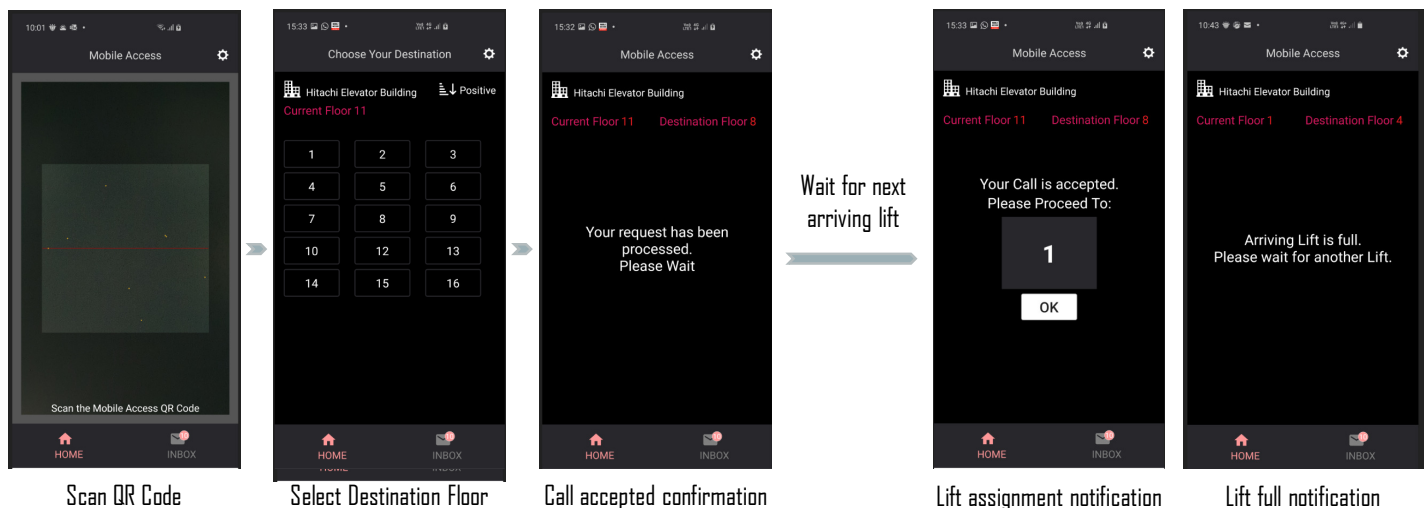 10:01
Mobile Access
Scan the Mobile Access QR Code
HOME
INBOX
10
Scan QR Code
15:33
Choose Your Destination
Hitachi Elevator Building
Positive
Current Floor 11
1
2
3
4
5
6
7
8
9
10
12
13
14
15
16
HOME
INBOX
10
Select Destination Floor
15:32
Mobile Access
Hitachi Elevator Building
Current Floor 11
Destination Floor 8
Your request has been
processed.
Please Wait
HOME
INBOX
10
Call accepted confirmation
Wait for next
arriving lift
15:33
Mobile Access
Hitachi Elevator Building
Current Floor 11
Destination Floor 8
Your Call is accepted.
Please Proceed To:
1
OK
HOME
INBOX
10
Lift assignment notification
10:43
Mobile Access
Hitachi Elevator Building
Current Floor 1
Destination Floor 4
Arriving Lift is full.
Please wait for another Lift.
HOME
INBOX
10
Lift full notification